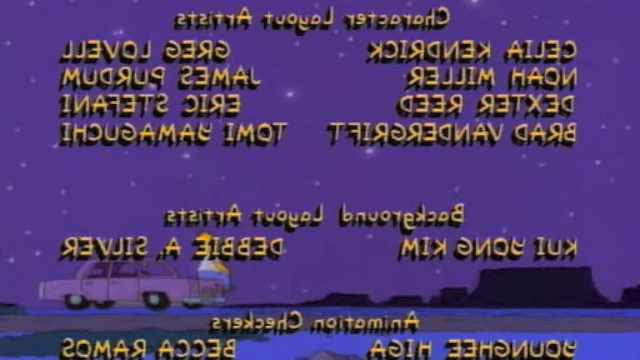 Character Layout Artists
CELIA KENDRICK GREG LOVELL
NOAH MILLER JAMES PURDUM
DEXTER REED ERIC STEFANI
BRAD VANDERGRIFT TOMI YAMAGUCHI
Background Layout Artists
KUI YONG KIM DEBBIE A. SILVER
Animation Checkers
YOUNGHEE HIGA BECCA RAMOS